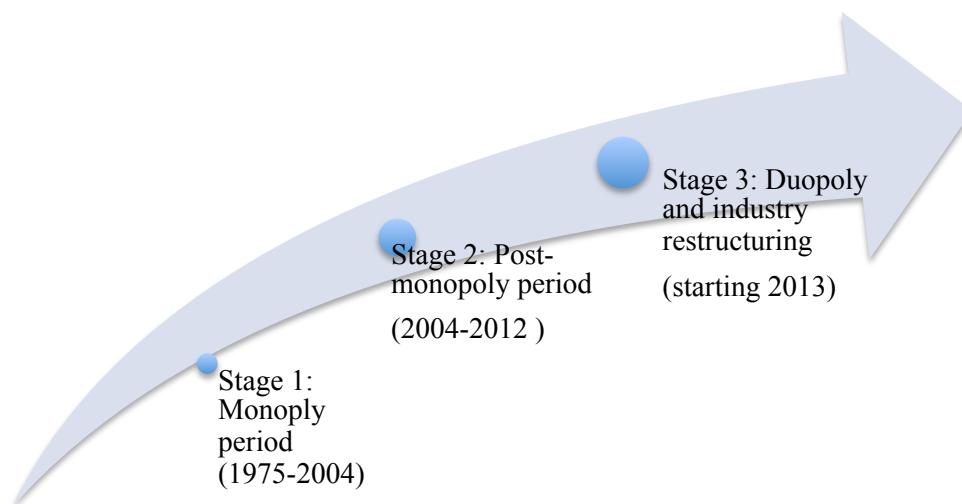 Stage 1:
Monoply
period
(1975-2004)
Stage 2: Post-
monopoly period
(2004-2012 )
Stage 3: Duopoly
and industry
restructuring
(starting 2013)